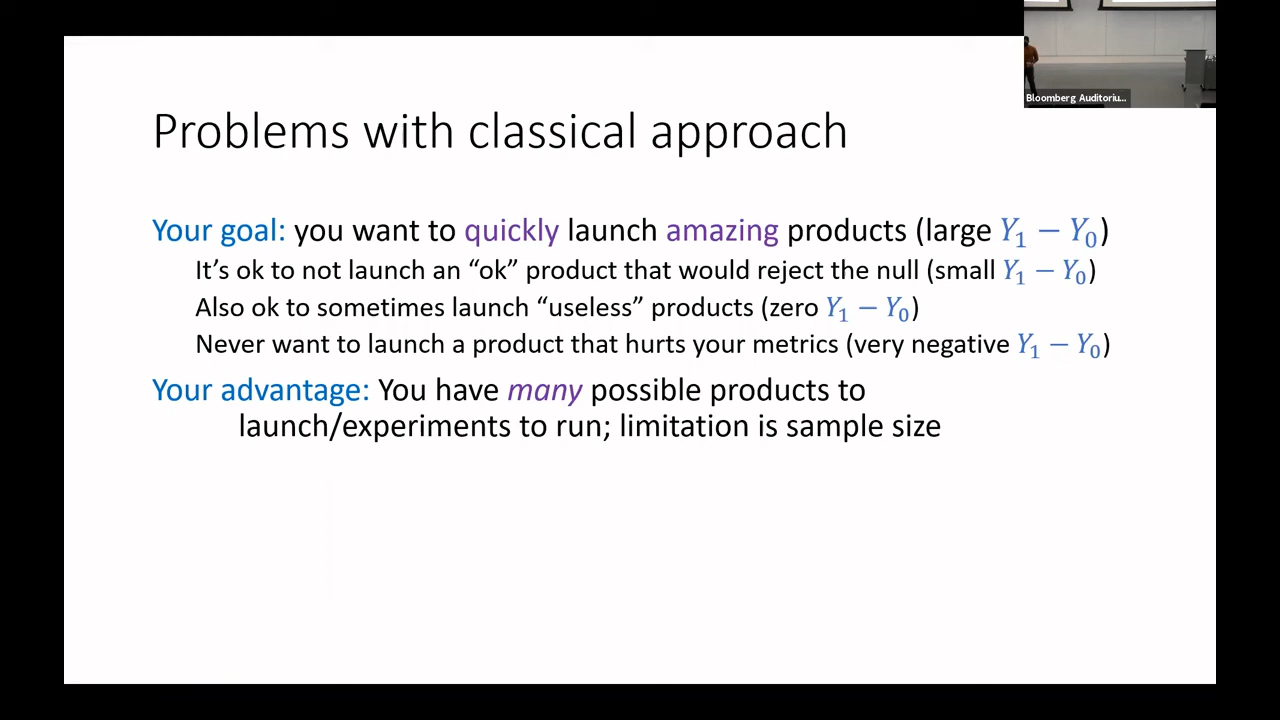 Bloomberg Auditoriu...
Problems with classical approach
Your goal: you want to quickly launch amazing products (large Y₁ − Y₀)
It's ok to not launch an “ok” product that would reject the null (small Y₁ − Y₀)
Also ok to sometimes launch “useless” products (zero Y₁ − Y₀)
Never want to launch a product that hurts your metrics (very negative Y₁ − Y₀)
Your advantage: You have many possible products to
launch/experiments to run; limitation is sample size